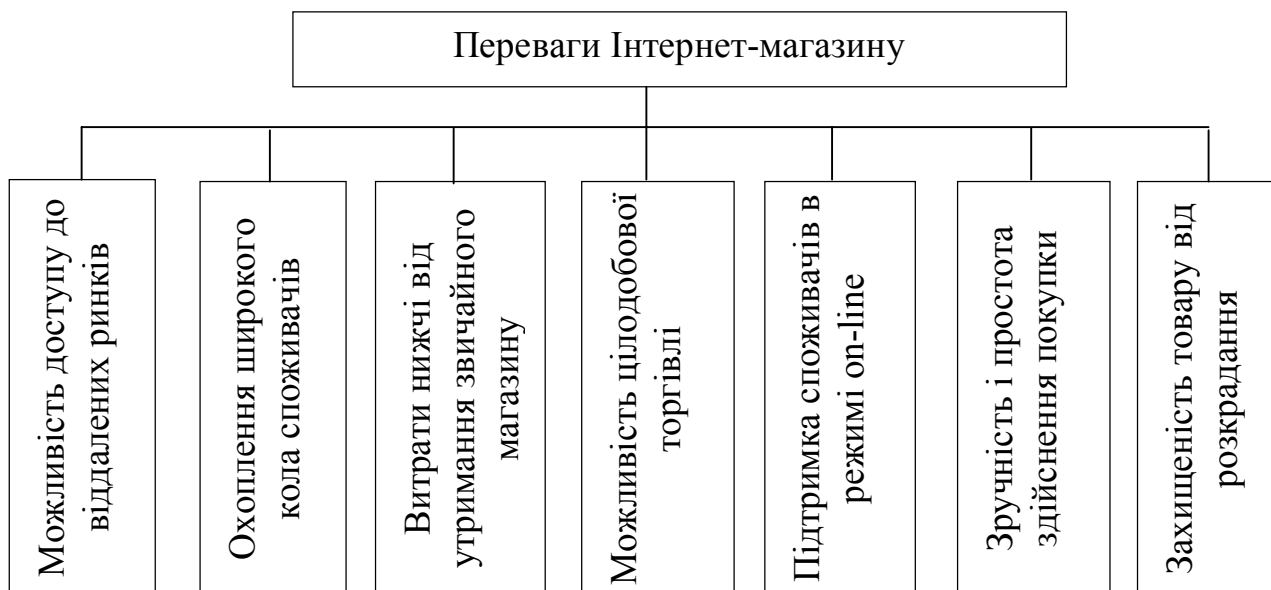 Переваги Інтернет-магазину
Можливість доступу до
віддалених ринків
Охоплення широкого
кола споживачів
Витрати нижчі від
утримання звичайного
магазину
Можливість цілодобової
торгівлі
Підтримка споживачів в
режимі on-line
Зручність і простота
здійснення покупки
Захищеність товару від
розкрадання